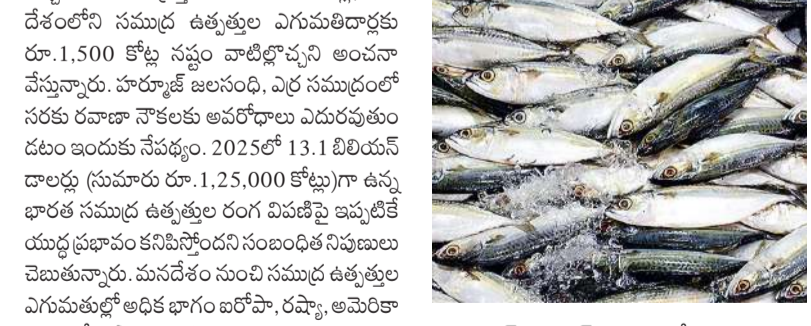 దేశంలోని సముద్ర ఉత్పత్తుల ఎగుమతిదార్లకు
రూ.1,500 కోట్ల నష్టం వాటిల్లొచ్చని అంచనా
వేస్తున్నారు. హర్మూజ్ జలసంధి, ఎర్ర సముద్రంలో
సరకు రవాణా నౌకలకు అవరోధాలు ఎదురవుతుం
డటం ఇందుకు నేపథ్యం. 2025లో 13.1 బిలియన్
డాలర్లు (సుమారు రూ.1,25,000 కోట్లు)గా ఉన్న
భారత సముద్ర ఉత్పత్తుల రంగ విపణిపై ఇప్పటికే
యుద్ధ ప్రభావం కనిపిస్తోందని సంబంధిత నిపుణులు
చెబుతున్నారు. మనదేశం నుంచి సముద్ర ఉత్పత్తుల
ఎగుమతుల్లో అధిక భాగం ఐరోపా, రష్యా, అమెరికా